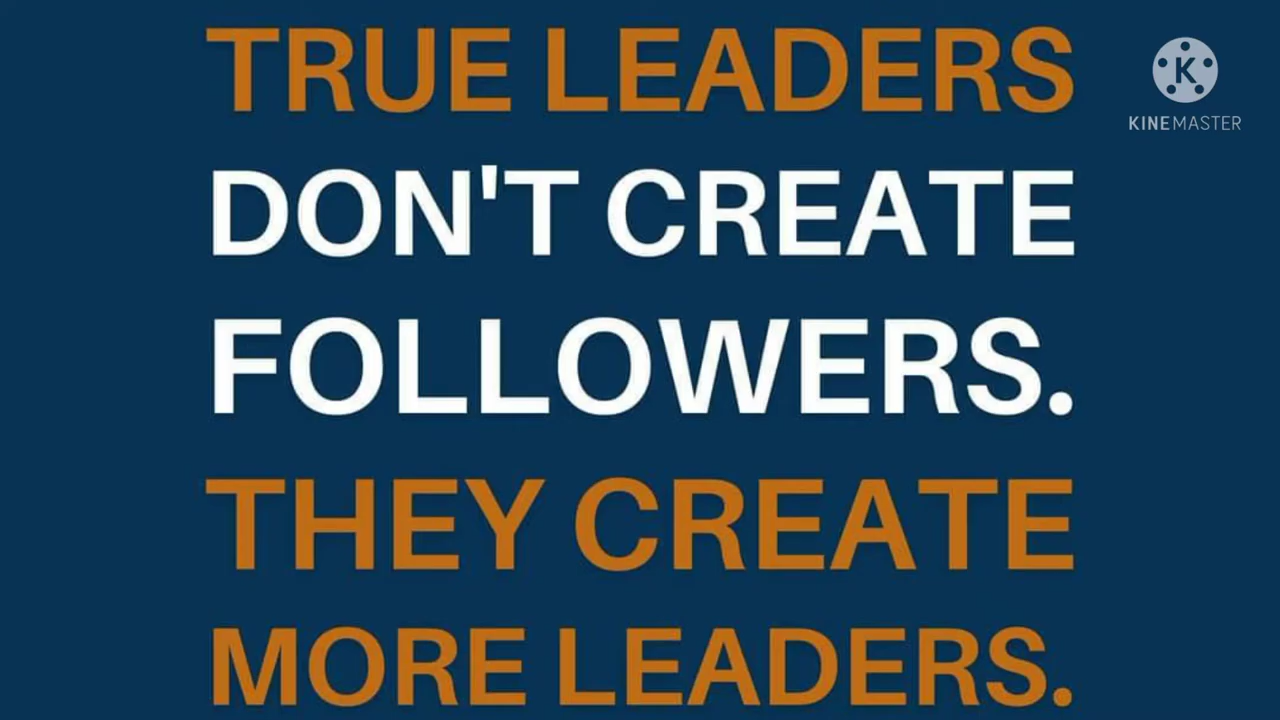 TRUE LEADERS
DON'T CREATE
FOLLOWERS.
THEY CREATE
MORE LEADERS.
K
KINEMASTER